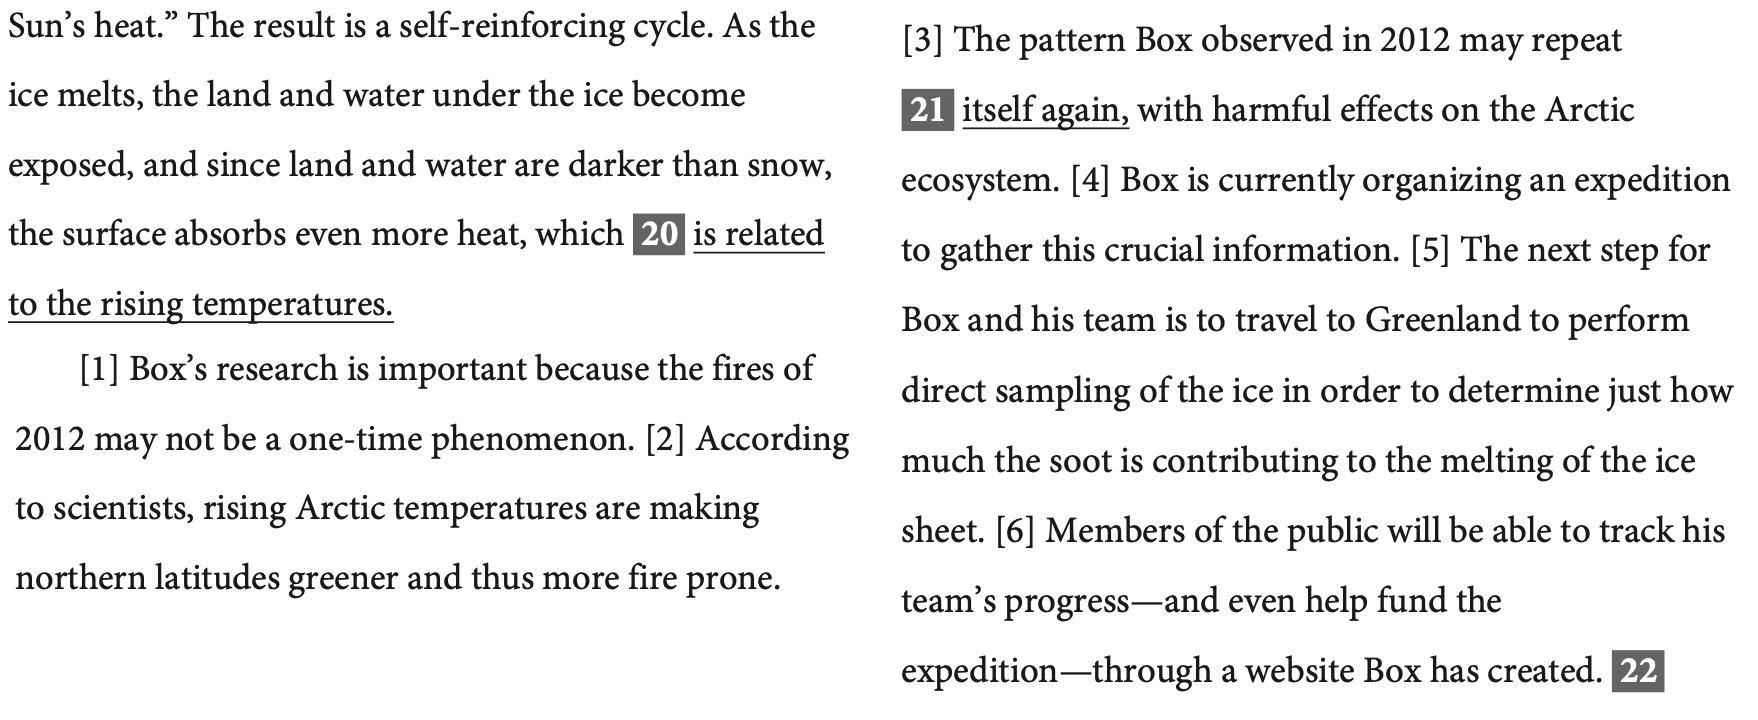 Sun’s heat.” The result is a self-reinforcing cycle. As the
ice melts, the land and water under the ice become
exposed, and since land and water are darker than snow,
the surface absorbs even more heat, which 20 is related
to the rising temperatures.
[1] Box’s research is important because the fires of
2012 may not be a one-time phenomenon. [2] According
to scientists, rising Arctic temperatures are making
northern latitudes greener and thus more fire prone.
[3] The pattern Box observed in 2012 may repeat
21 itself again, with harmful effects on the Arctic
ecosystem. [4] Box is currently organizing an expedition
to gather this crucial information. [5] The next step for
Box and his team is to travel to Greenland to perform
direct sampling of the ice in order to determine just how
much the soot is contributing to the melting of the ice
sheet. [6] Members of the public will be able to track his
team’s progress—and even help fund the
expedition—through a website Box has created. 22